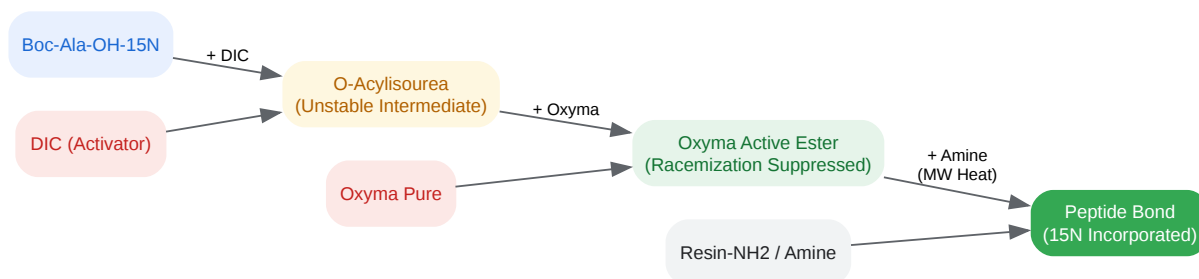 Boc-Ala-OH-15N
+ DIC
DIC (Activator)
O-Acylisourea
(Unstable Intermediate)
+ Oxyma
Oxyma Pure
Oxyma Active Ester
(Racemization Suppressed)
+ Amine
(MW Heat)
Resin-NH2 / Amine
Peptide Bond
(15N Incorporated)